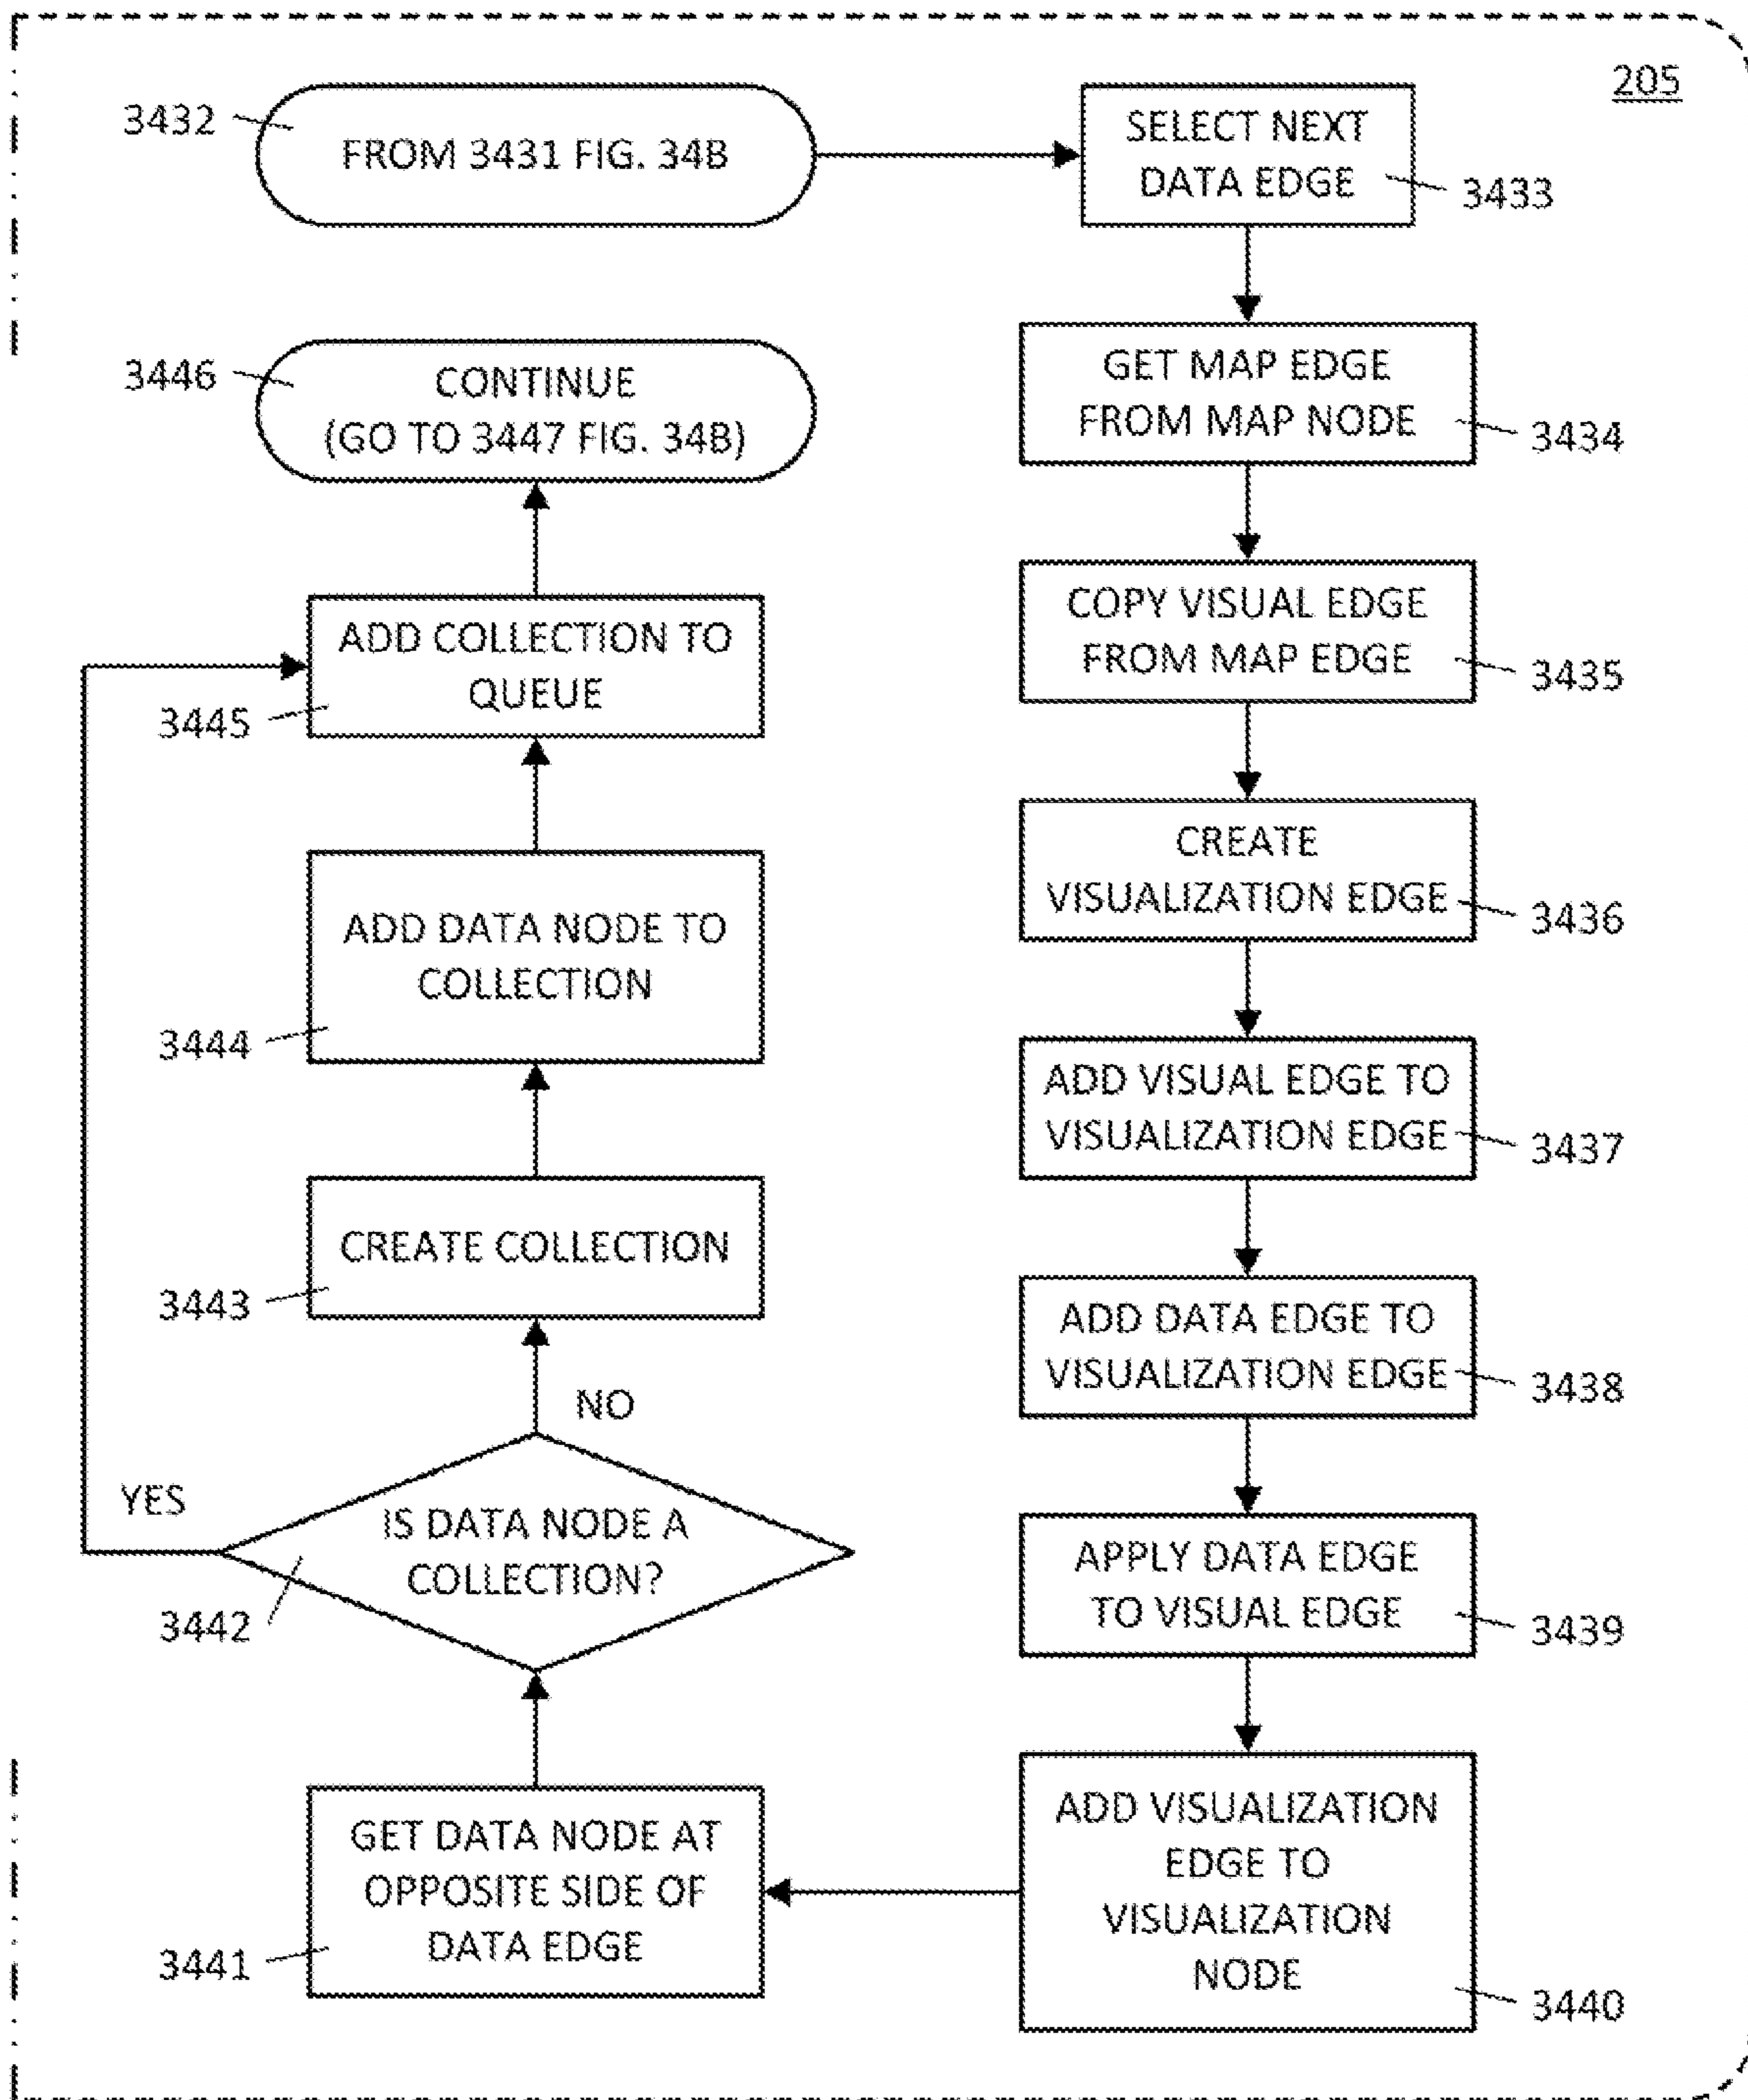 205
3432
FROM 3431 FIG. 34B
SELECT NEXT
DATA EDGE
3433
GET MAP EDGE
FROM MAP NODE
3434
COPY VISUAL EDGE
FROM MAP EDGE
3435
CREATE
VISUALIZATION EDGE
3436
ADD VISUAL EDGE TO
VISUALIZATION EDGE
3437
ADD DATA EDGE TO
VISUALIZATION EDGE
3438
APPLY DATA EDGE
TO VISUAL EDGE
3439
ADD VISUALIZATION
EDGE TO
VISUALIZATION
NODE
3440
GET DATA NODE AT
OPPOSITE SIDE OF
DATA EDGE
3441
IS DATA NODE A
COLLECTION?
3442
YES
NO
CREATE COLLECTION
3443
ADD DATA NODE TO
COLLECTION
3444
ADD COLLECTION TO
QUEUE
3445
3446
CONTINUE
(GO TO 3447 FIG. 34B)